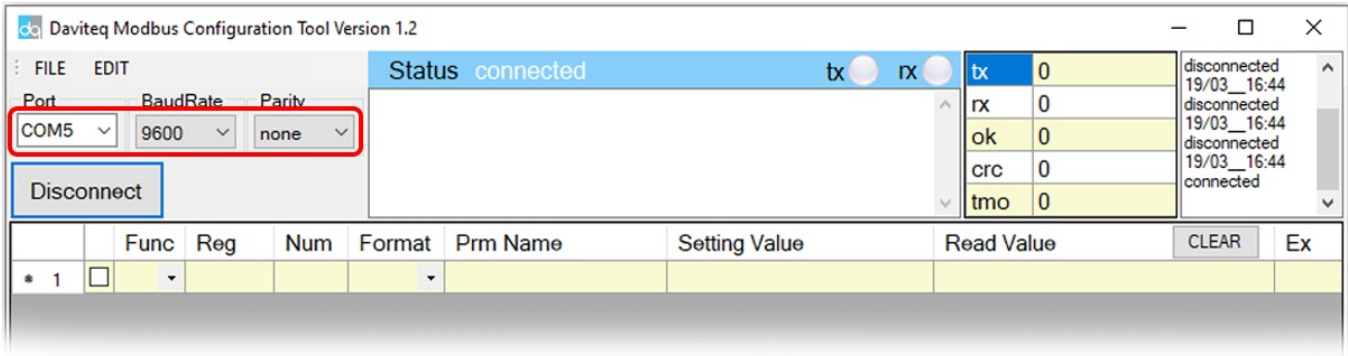 dq Daviteq Modbus Configuration Tool Version 1.2
FILE EDIT
Port BaudRate Parity
COM5 9600 none
Disconnect
Status connected tx rx
tx 0
rx 0
ok 0
crc 0
tmo 0
disconnected
19/03__16:44
disconnected
19/03__16:44
disconnected
19/03__16:44
connected
Func Reg Num Format Prm Name Setting Value Read Value CLEAR Ex
* 1